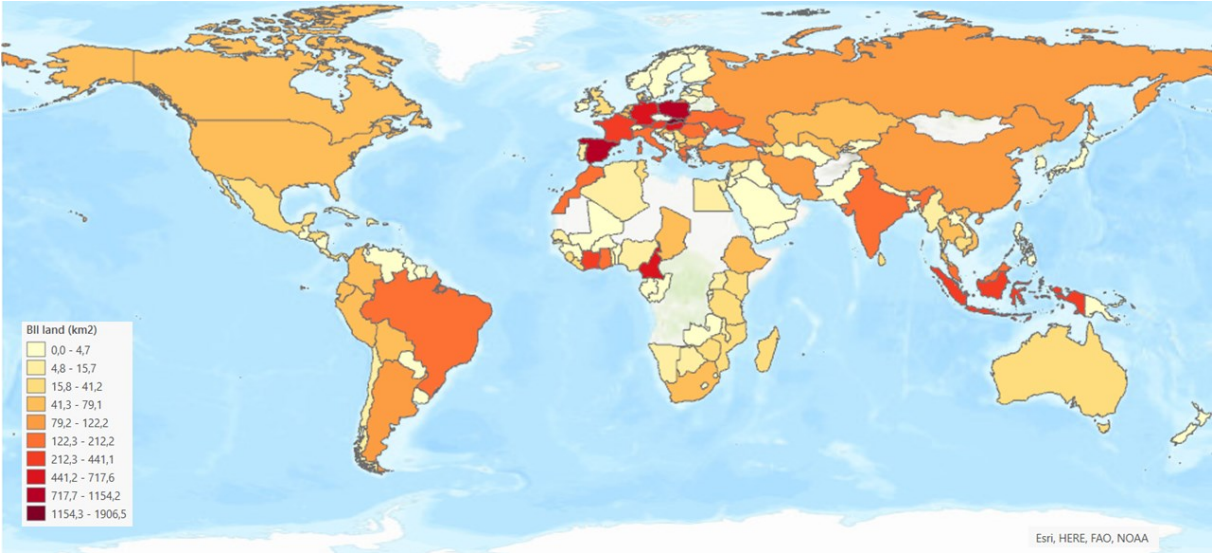 BII land (km2)
0,0 - 4,7
4,8 - 15,7
15,8 - 41,2
41,3 - 79,1
79,2 - 122,2
122,3 - 212,2
212,3 - 441,1
441,2 - 717,6
717,7 - 1154,2
1154,3 - 1906,5
Esri, HERE, FAO, NOAA